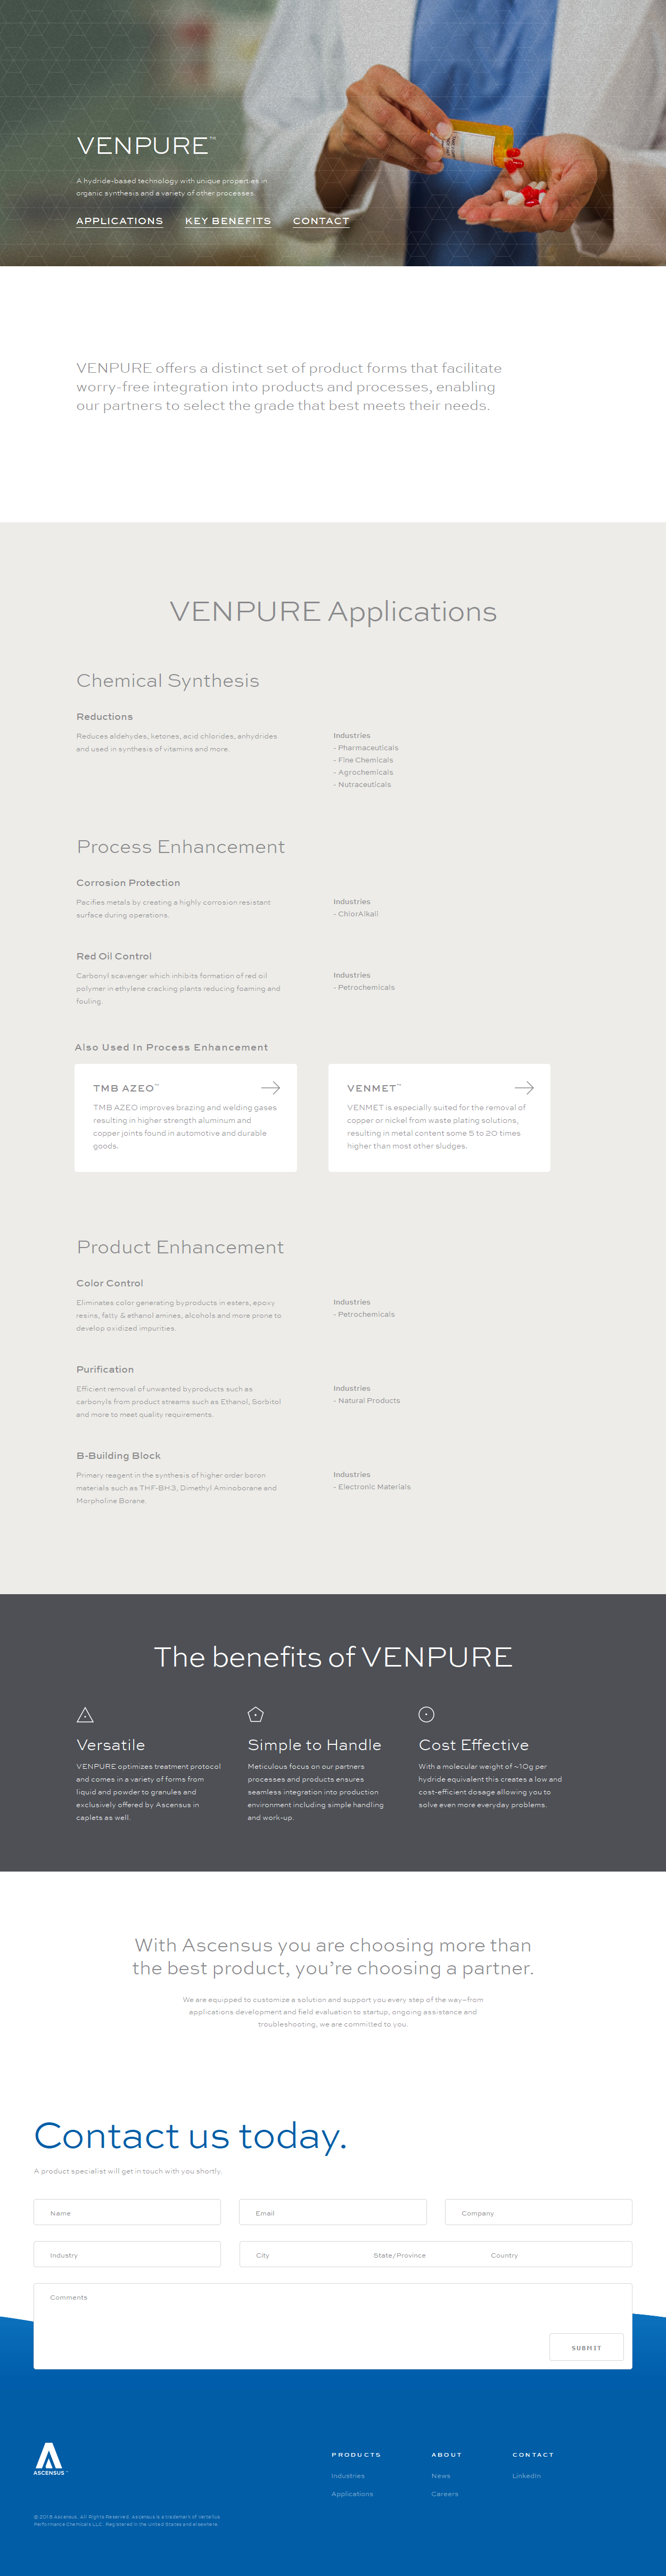 VENPURE™
A hydride-based technology with unique properties in
organic synthesis and a variety of other processes.
APPLICATIONS KEY BENEFITS CONTACT
VENPURE offers a distinct set of product forms that facilitate
worry-free integration into products and processes, enabling
our partners to select the grade that best meets their needs.
VENPURE Applications
Chemical Synthesis
Reductions
Reduces aldehydes, ketones, acid chlorides, anhydrides
and used in synthesis of vitamins and more.
Industries
- Pharmaceuticals
- Fine Chemicals
- Agrochemicals
- Nutraceuticals
Process Enhancement
Corrosion Protection
Pacifies metals by creating a highly corrosion resistant
surface during operations.
Industries
- ChlorAlkali
Red Oil Control
Carbonyl scavenger which inhibits formation of red oil
polymer in ethylene cracking plants reducing foaming and
fouling.
Industries
- Petrochemicals
Also Used In Process Enhancement
TMB AZEO™
TMB AZEO improves brazing and welding gases
resulting in higher strength aluminum and
copper joints found in automotive and durable
goods.
VENMET™
VENMET is especially suited for the removal of
copper or nickel from waste plating solutions,
resulting in metal content some 5 to 20 times
higher than most other sludges.
Product Enhancement
Color Control
Eliminates color generating byproducts in esters, epoxy
resins, fatty & ethanol amines, alcohols and more prone to
develop oxidized impurities.
Industries
- Petrochemicals
Purification
Efficient removal of unwanted byproducts such as
carbonyls from product streams such as Ethanol, Sorbitol
and more to meet quality requirements.
Industries
- Natural Products
B-Building Block
Primary reagent in the synthesis of higher order boron
materials such as THF-BH3, Dimethyl Aminoborane and
Morpholine Borane.
Industries
- Electronic Materials
The benefits of VENPURE
Versatile
VENPURE optimizes treatment protocol
and comes in a variety of forms from
liquid and powder to granules and
exclusively offered by Ascensus in
caplets as well.
Simple to Handle
Meticulous focus on our partners
processes and products ensures
seamless integration into production
environment including simple handling
and work-up.
Cost Effective
With a molecular weight of ~10g per
hydride equivalent this creates a low and
cost-efficient dosage allowing you to
solve even more everyday problems.
With Ascensus you are choosing more than
the best product, you’re choosing a partner.
We are equipped to customize a solution and support you every step of the way–from
applications development and field evaluation to startup, ongoing assistance and
troubleshooting, we are committed to you.
Contact us today.
A product specialist will get in touch with you shortly.
Name Email Company
Industry City State/Province Country
Comments
SUBMIT
ASCENSUS™
PRODUCTS
Industries
Applications
ABOUT
News
Careers
CONTACT
LinkedIn
© 2018 Ascensus. All Rights Reserved. Ascensus is a trademark of Vertellus
Performance Chemicals LLC. Registered in the United States and elsewhere.